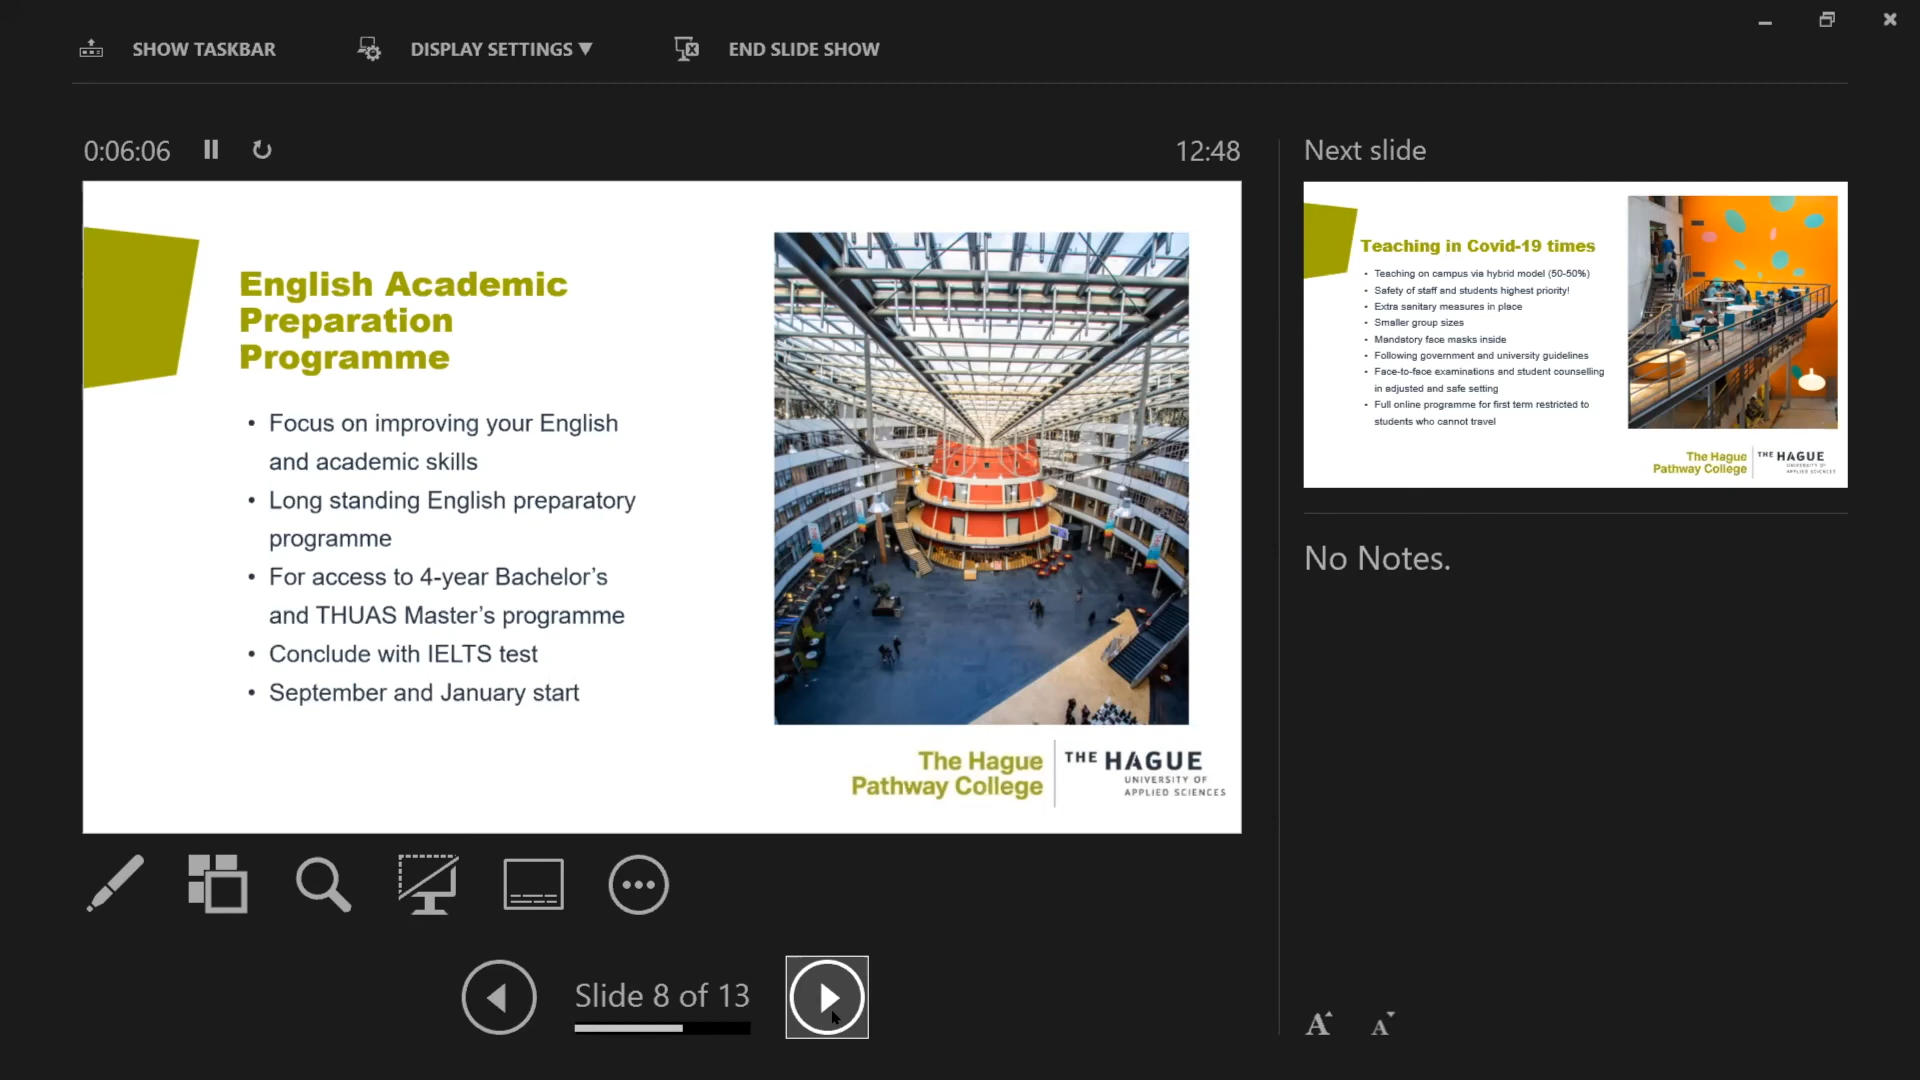 SHOW TASKBAR
DISPLAY SETTINGS ▼
END SLIDE SHOW
0:06:06
12:48
English Academic
Preparation
Programme
• Focus on improving your English
and academic skills
• Long standing English preparatory
programme
• For access to 4-year Bachelor’s
and THUAS Master’s programme
• Conclude with IELTS test
• September and January start
The Hague
Pathway College
THE HAGUE
UNIVERSITY OF
APPLIED SCIENCES
Next slide
Teaching in Covid-19 times
• Teaching on campus via hybrid model (50-50%)
• Safety of staff and students highest priority!
• Extra sanitary measures in place
• Smaller group sizes
• Mandatory face masks inside
• Following government and university guidelines
• Face-to-face examinations and student counselling
in adjusted and safe setting
• Full online programme for first term restricted to
students who cannot travel
The Hague
Pathway College
THE HAGUE
UNIVERSITY OF
APPLIED SCIENCES
No Notes.
Slide 8 of 13
A A